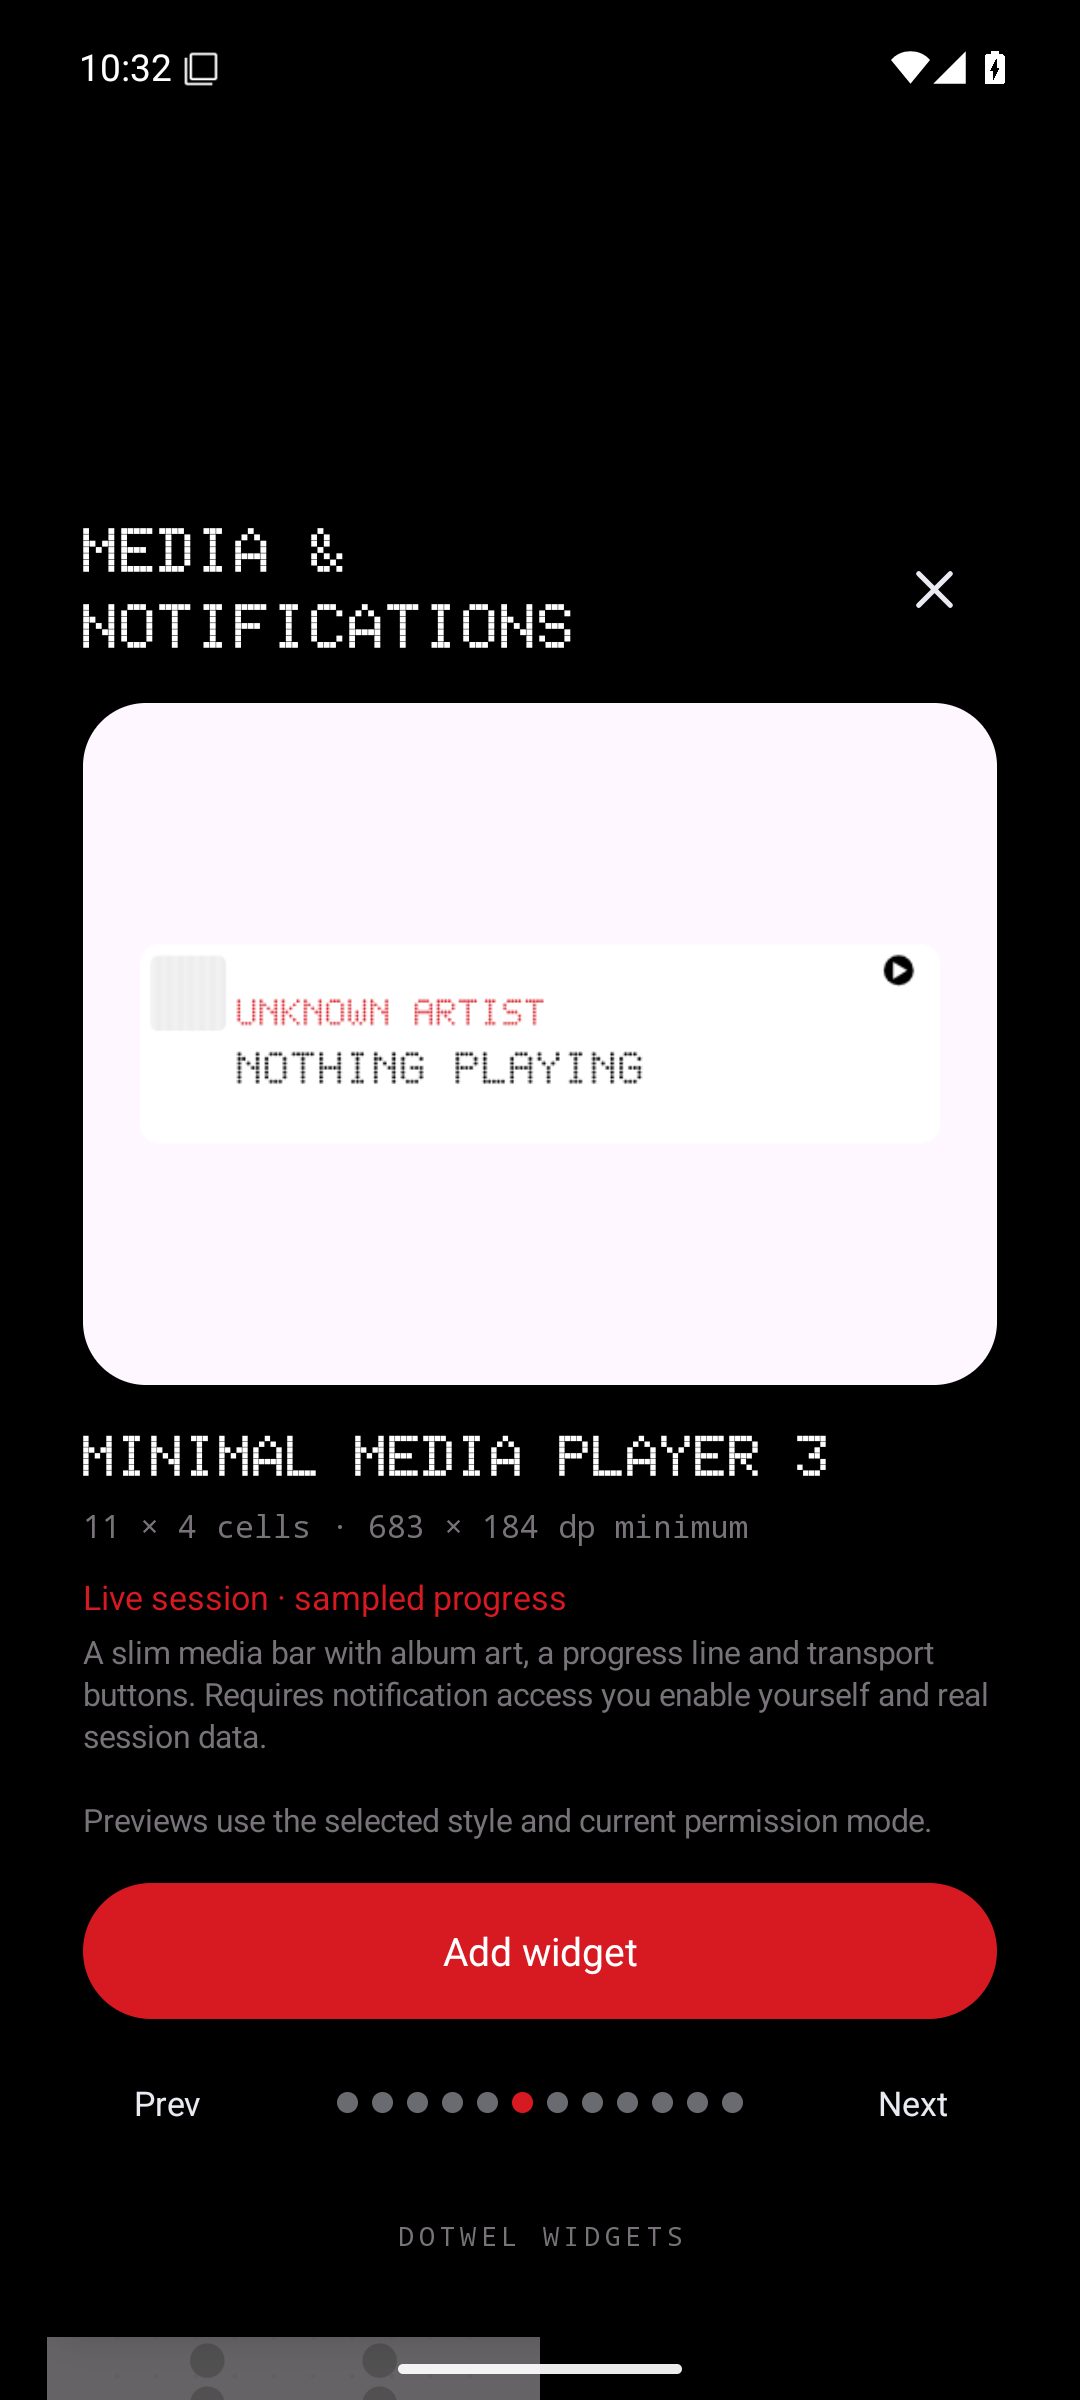 10:32
MEDIA &
NOTIFICATIONS
UNKNOWN ARTIST
NOTHING PLAYING
MINIMAL MEDIA PLAYER 3
11 × 4 cells · 683 × 184 dp minimum
Live session · sampled progress
A slim media bar with album art, a progress line and transport
buttons. Requires notification access you enable yourself and real
session data.
Previews use the selected style and current permission mode.
Add widget
Prev
Next
DOTWEL WIDGETS